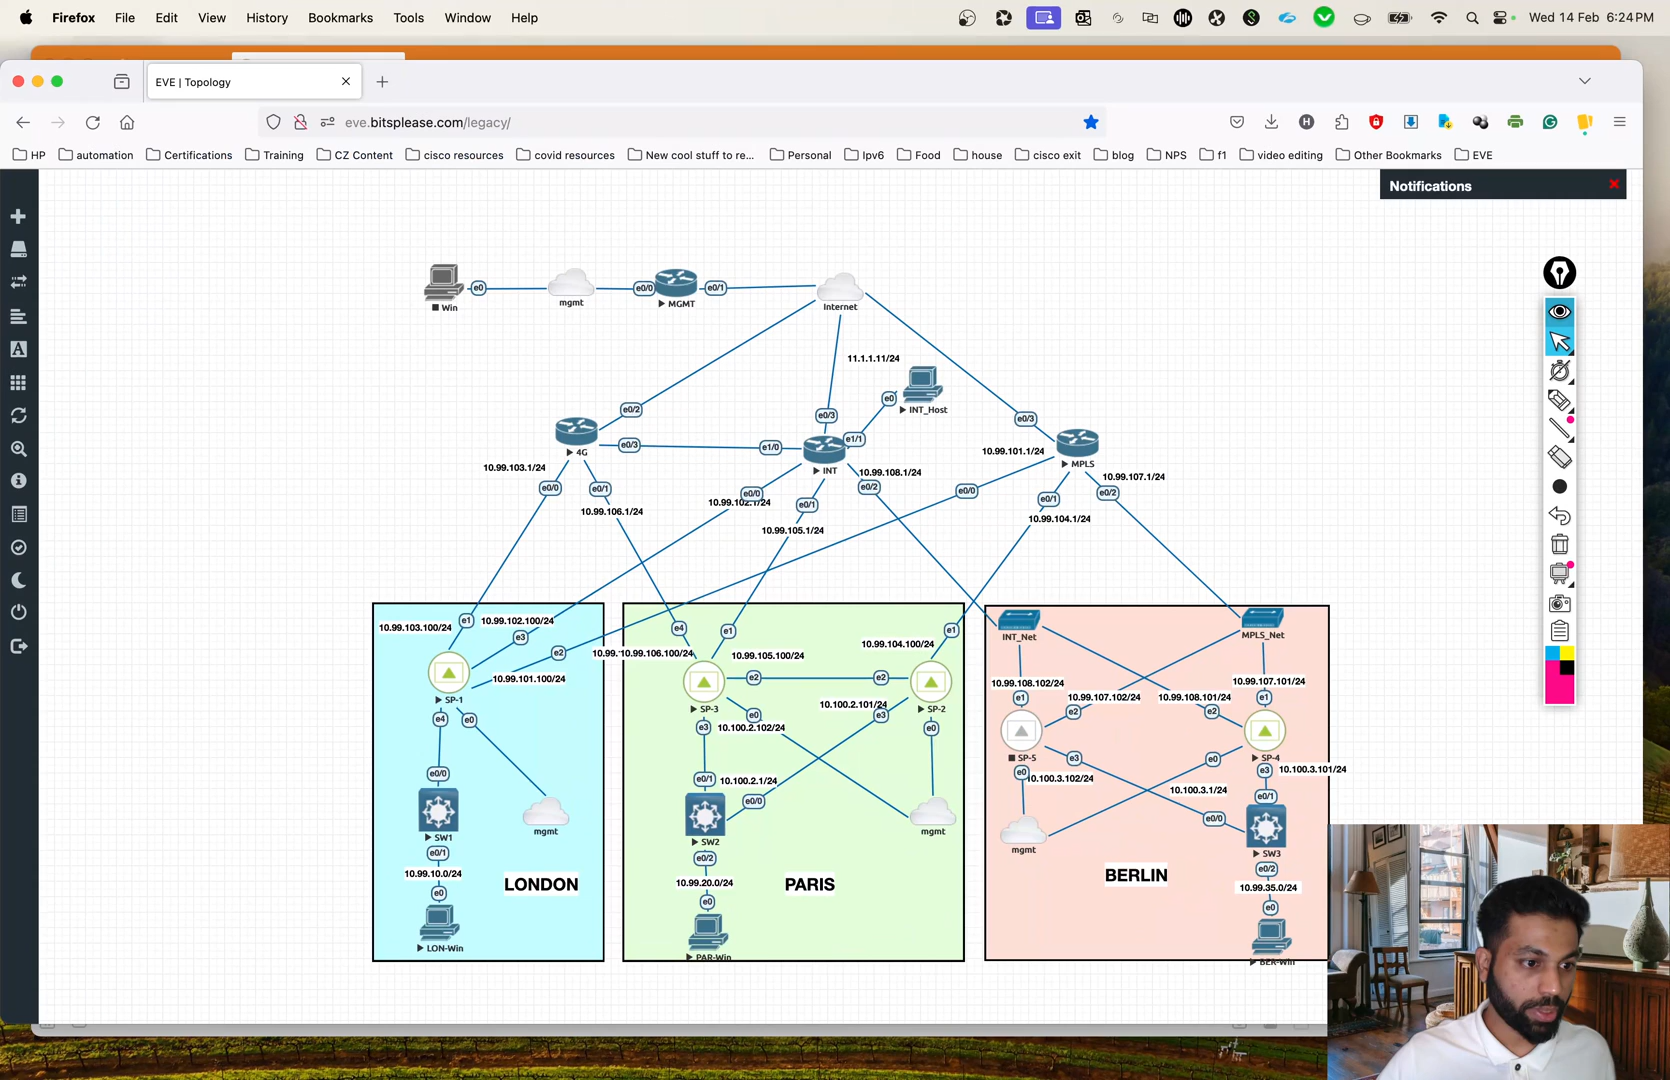 Firefox File Edit View History Bookmarks Tools Window Help
Wed 14 Feb 6:24 PM
EVE | Topology
eve.bitsplease.com/legacy/
HP automation Certifications Training CZ Content cisco resources covid resources New cool stuff to re... Personal Ipv6 Food house cisco exit blog NPS f1 video editing Other Bookmarks EVE
Notifications
Win e0 mgmt e0/0 MGMT e0/1 Internet
11.1.1.11/24
e0 INT_Host
e0/2 e0/3 e0/3
4G e0/3 e1/0 INT e1/1 10.99.101.1/24 MPLS
10.99.103.1/24 10.99.108.1/24 10.99.107.1/24
e0/0 e0/1 e0/0 e0/1 e0/2 e0/0 e0/1 e0/2
10.99.106.1/24 10.99.102.1/24 10.99.104.1/24
10.99.105.1/24
10.99.103.100/24 e1 10.99.102.100/24 e4 e1 e1 INT_Net MPLS_Net
e3 10.99.104.100/24
e2 10.99.10.99.106.100/24 10.99.105.100/24
10.99.101.100/24 e2 e2 10.99.108.102/24 10.99.107.101/24
SP-1 SP-3 SP-2 e1 10.99.107.102/24 10.99.108.101/24 e1
e4 e0 e0 10.100.2.101/24 e3 e2 e2
e3 10.100.2.102/24 e0
SP-5 e3 e0 SP-4
e0/0 e0/1 10.100.2.1/24 e0 10.100.3.102/24 e3 10.100.3.101/24
e0/0 10.100.3.1/24 e0/1
SW1 mgmt SW2 mgmt mgmt e0/0 SW3
e0/1 e0/2 e0/2
10.99.10.0/24 LONDON 10.99.20.0/24 PARIS BERLIN 10.99.35.0/24
e0 e0 e0
LON-Win PAR-Win BER-Win